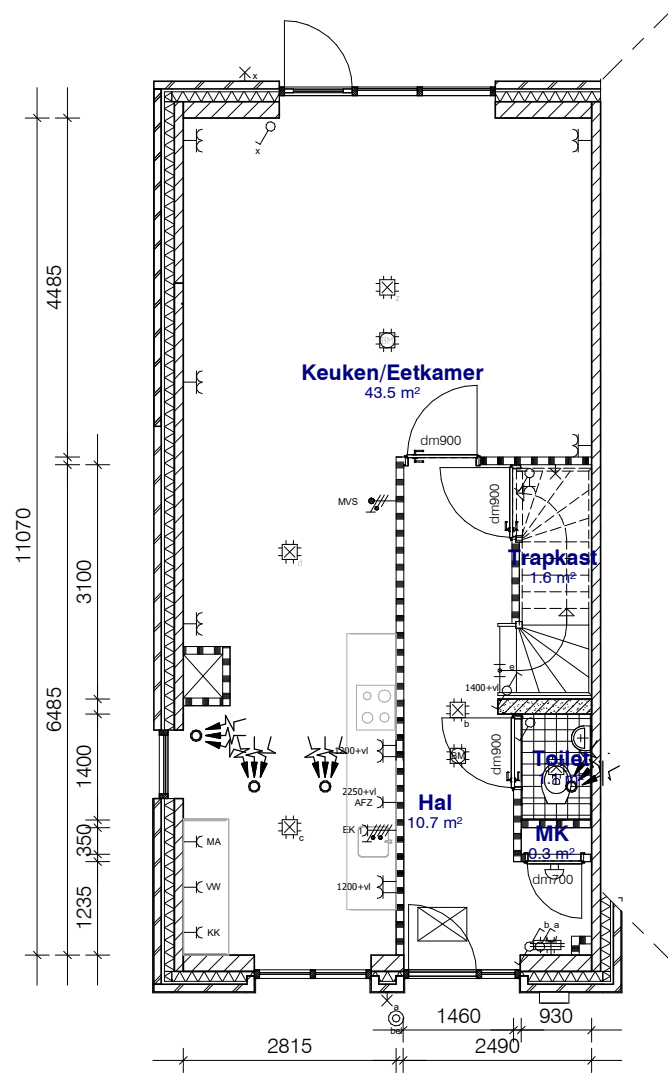 x
x
4485
z
Keuken/Eetkamer
43.5 m²
dm900
dm900
MVS
11070
d
3100
Trapkast
1.6 m²
6485
e
1400+vl
b
1400
dm900
Toilet
Hal
10.7 m²
2250+vl
AFZ
EK
MK
0.3 m²
350
c
MA
VW
KK
1200+vl
dm700
1235
b a
a
1460
930
2815
2490